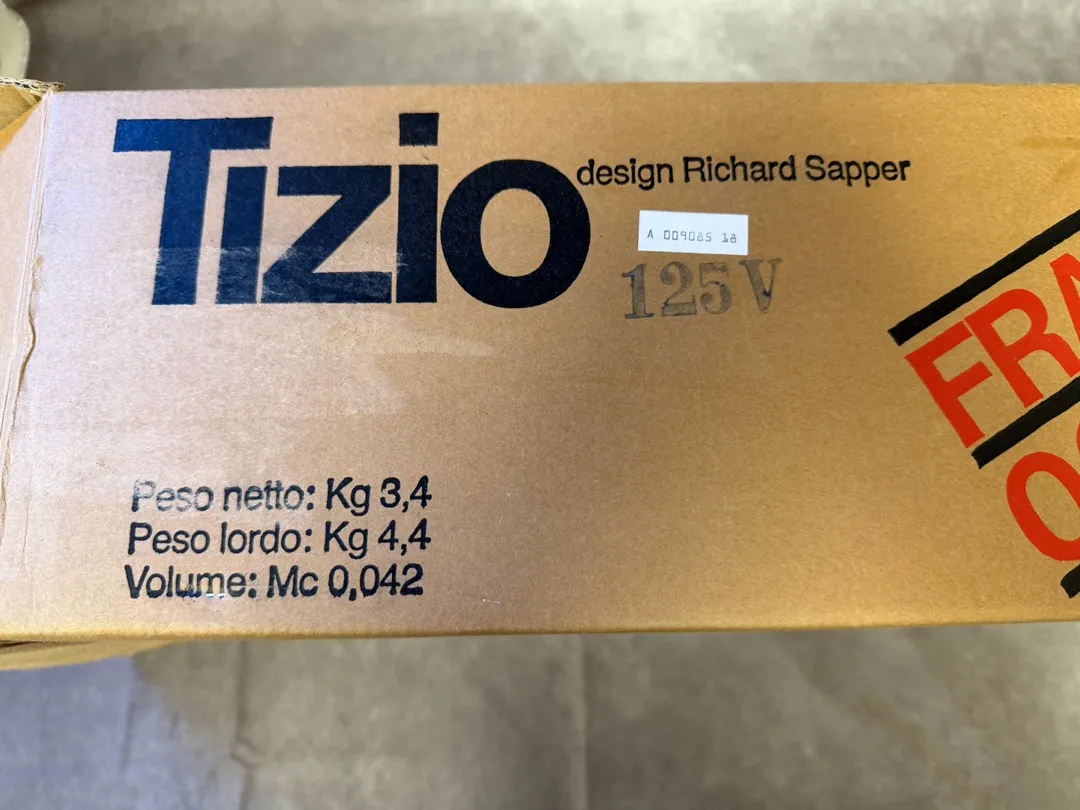 Tizio
design Richard Sapper
A 009085 18
125V
Peso netto: Kg 3,4
Peso lordo: Kg 4,4
Volume: Mc 0,042